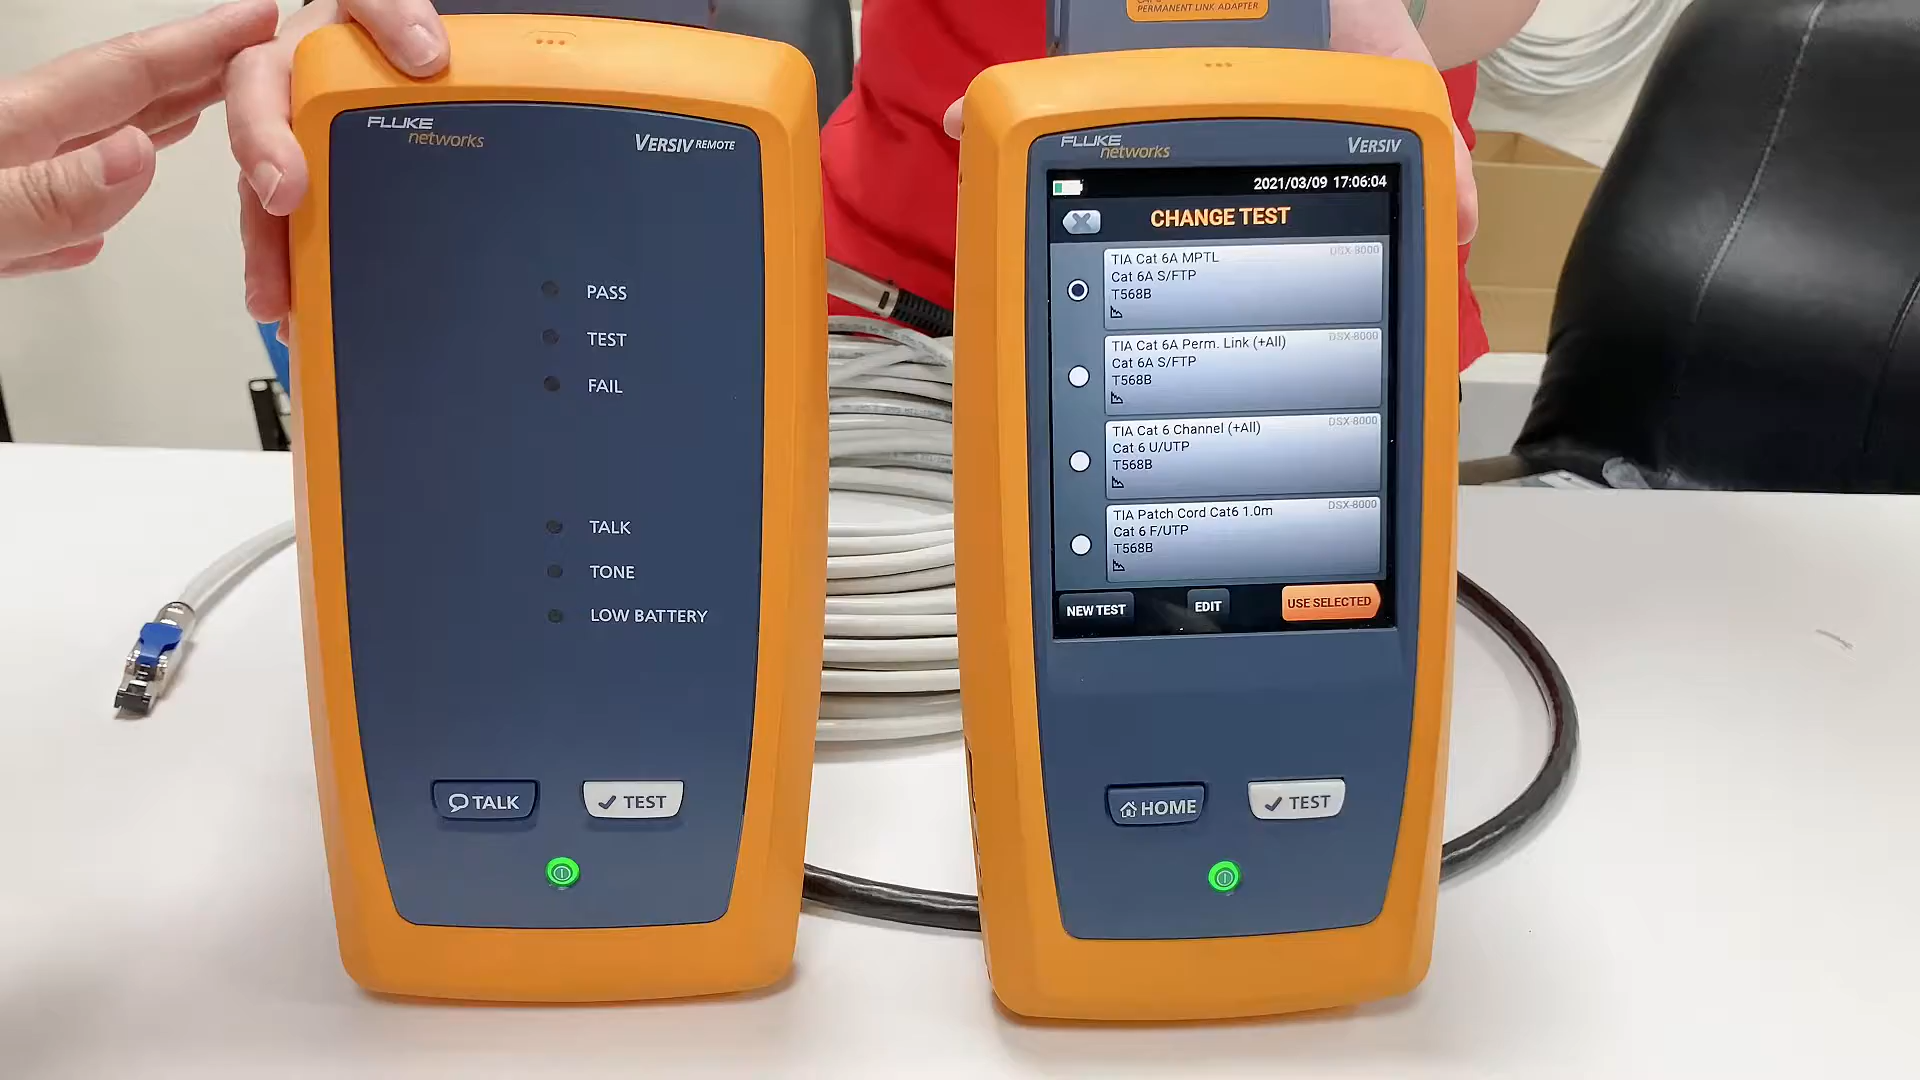 PERMANENT LINK ADAPTER
FLUKE
networks
VERSIV REMOTE
PASS
TEST
FAIL
TALK
TONE
LOW BATTERY
TALK
TEST
FLUKE
networks
VERSIV
2021/03/09 17:06:04
CHANGE TEST
DSX-8000
TIA Cat 6A MPTL
Cat 6A S/FTP
T568B
DSX-8000
TIA Cat 6A Perm. Link (+All)
Cat 6A S/FTP
T568B
DSX-8000
TIA Cat 6 Channel (+All)
Cat 6 U/UTP
T568B
DSX-8000
TIA Patch Cord Cat6 1.0m
Cat 6 F/UTP
T568B
NEW TEST
EDIT
USE SELECTED
HOME
TEST